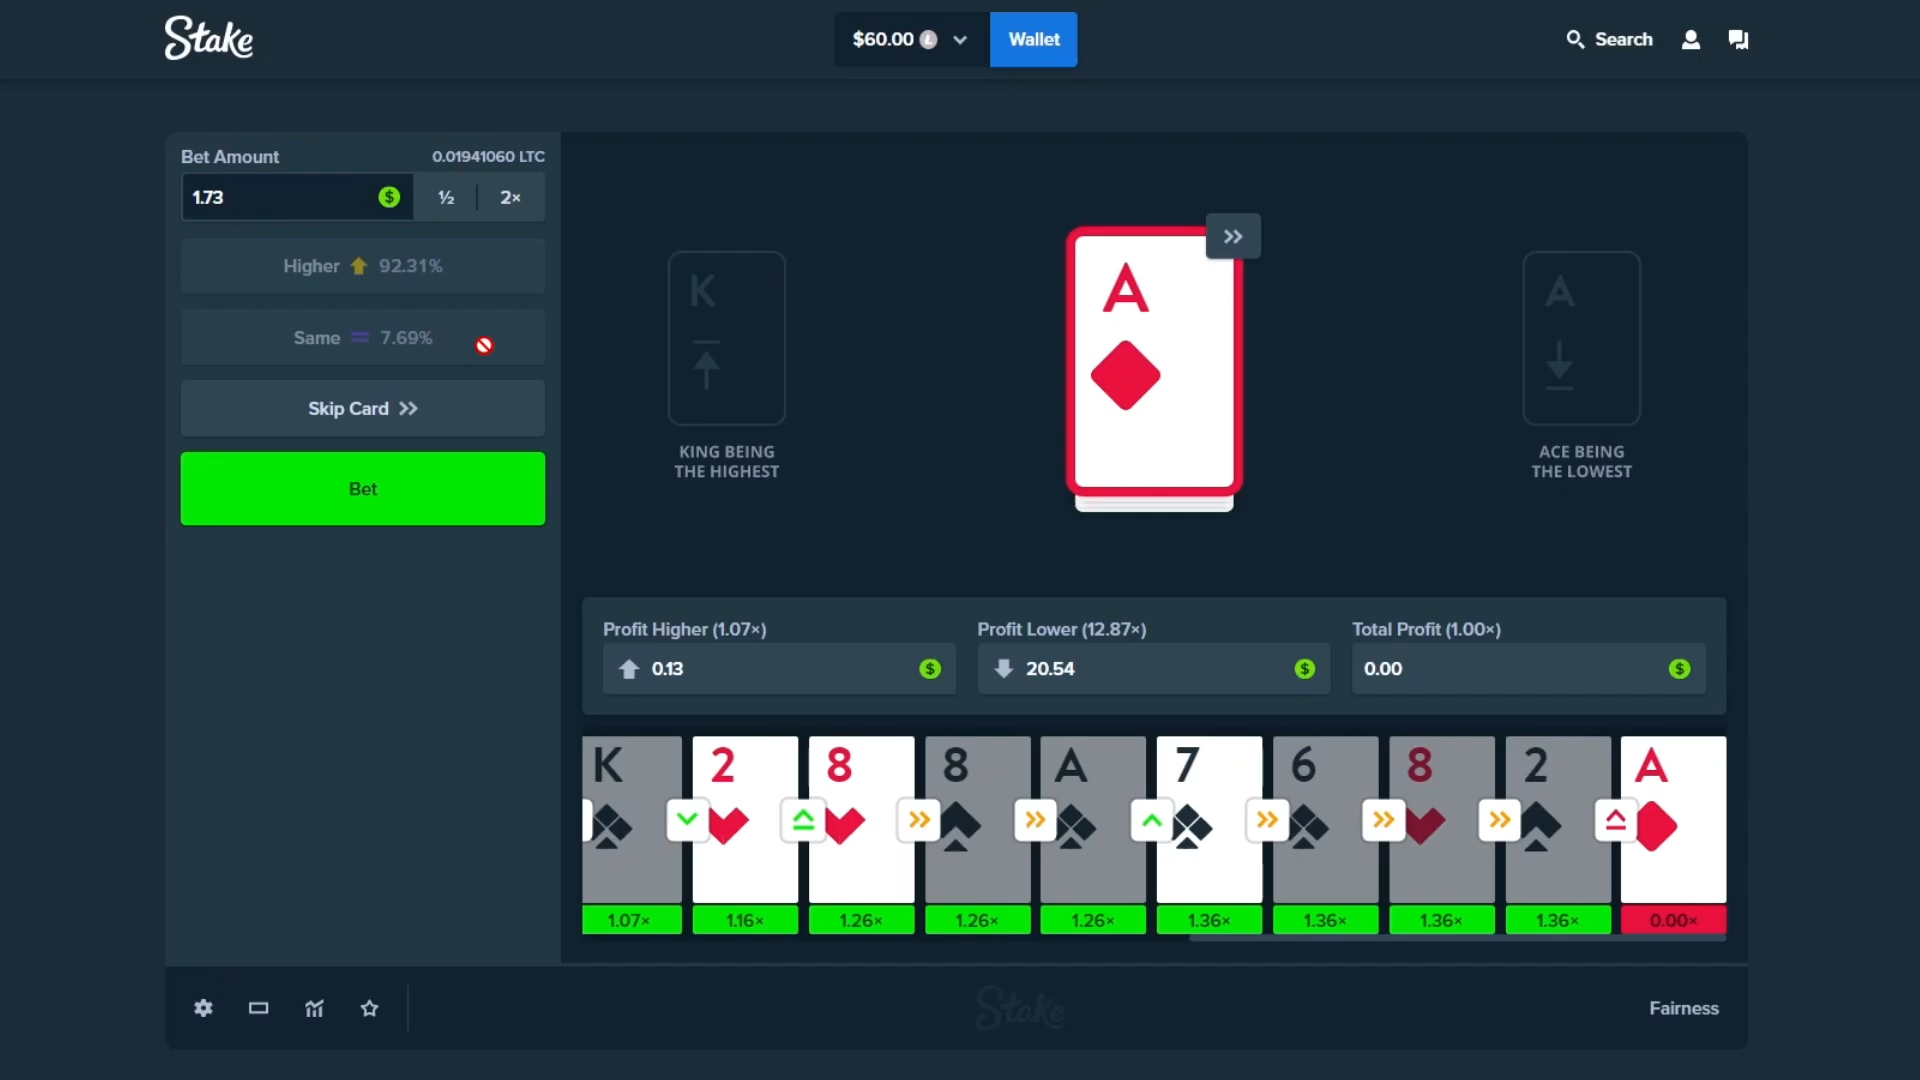 Stake
$60.00
Wallet
Search
Bet Amount
0.01941060 LTC
1.73
$
½
2×
Higher 92.31%
Same 7.69%
Skip Card
Bet
K
KING BEING
THE HIGHEST
A
A
ACE BEING
THE LOWEST
Profit Higher (1.07×)
0.13
$
Profit Lower (12.87×)
20.54
$
Total Profit (1.00×)
0.00
$
K 2 8 8 A 7 6 8 2 A
1.07× 1.16× 1.26× 1.26× 1.26× 1.36× 1.36× 1.36× 1.36× 0.00×
Stake
Fairness